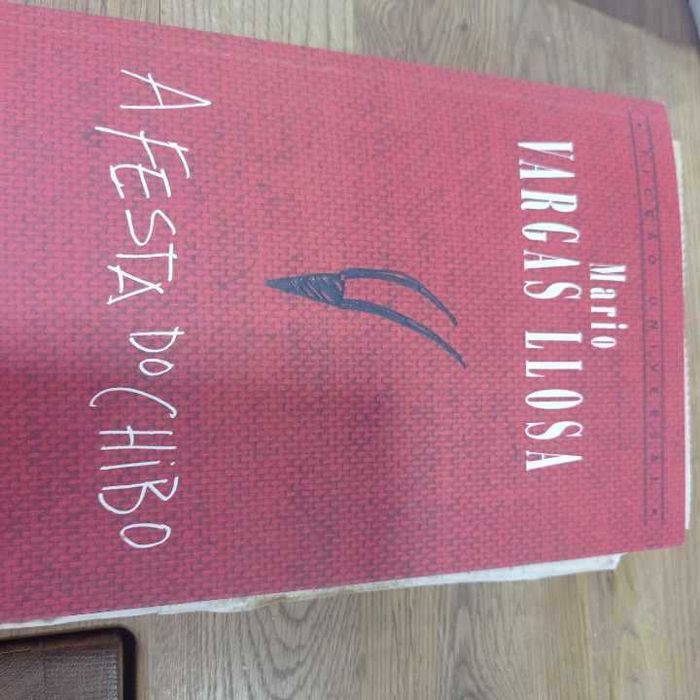 Mario
VARGAS LLOSA
A FESTA DO CHIBO